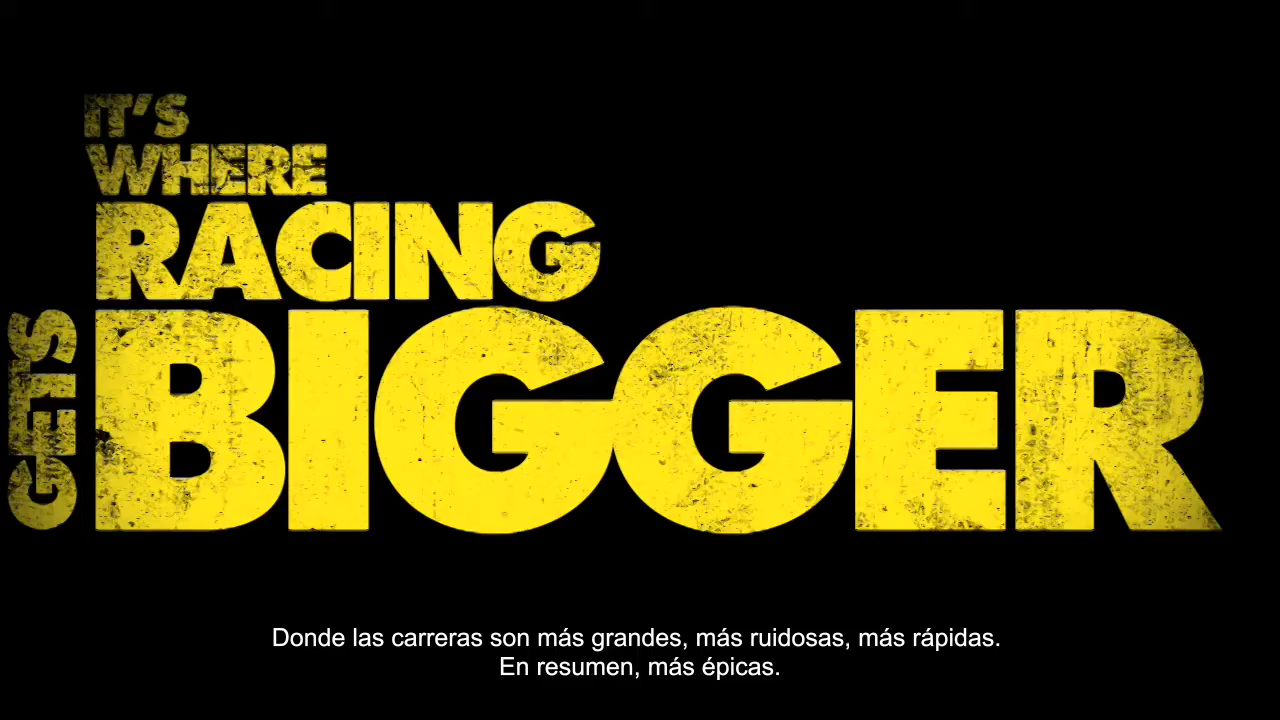 IT'S
WHERE
RACING
GETS
BIGGER
Donde las carreras son más grandes, más ruidosas, más rápidas.
En resumen, más épicas.